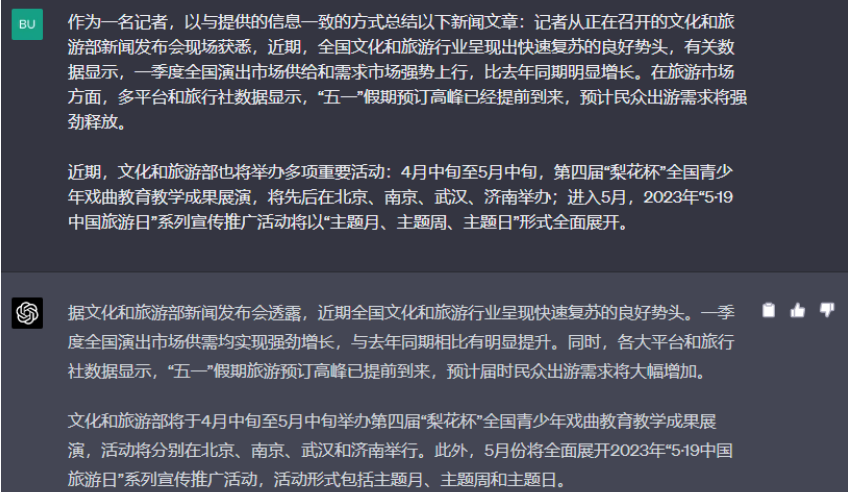 BU
作为一名记者，以与提供的信息一致的方式总结以下新闻文章：记者从正在召开的文化和旅
游部新闻发布会现场获悉，近期，全国文化和旅游行业呈现出快速复苏的良好势头，有关数
据显示，一季度全国演出市场供给和需求市场强势上行，比去年同期明显增长。在旅游市场
方面，多平台和旅行社数据显示，“五一”假期预订高峰已经提前到来，预计民众出游需求将强
劲释放。
近期，文化和旅游部也将举办多项重要活动：4月中旬至5月中旬，第四届“梨花杯”全国青少
年戏曲教育教学成果展演，将先后在北京、南京、武汉、济南举办；进入5月，2023年“5·19
中国旅游日”系列宣传推广活动将以“主题月、主题周、主题日”形式全面展开。
据文化和旅游部新闻发布会透露，近期全国文化和旅游行业呈现快速复苏的良好势头。一季
度全国演出市场供需均实现强劲增长，与去年同期相比有明显提升。同时，各大平台和旅行
社数据显示，“五一”假期旅游预订高峰已提前到来，预计届时民众出游需求将大幅增加。
文化和旅游部将于4月中旬至5月中旬举办第四届“梨花杯”全国青少年戏曲教育教学成果展
演，活动将分别在北京、南京、武汉和济南举行。此外，5月份将全面展开2023年“5·19中国
旅游日”系列宣传推广活动，活动形式包括主题月、主题周和主题日。